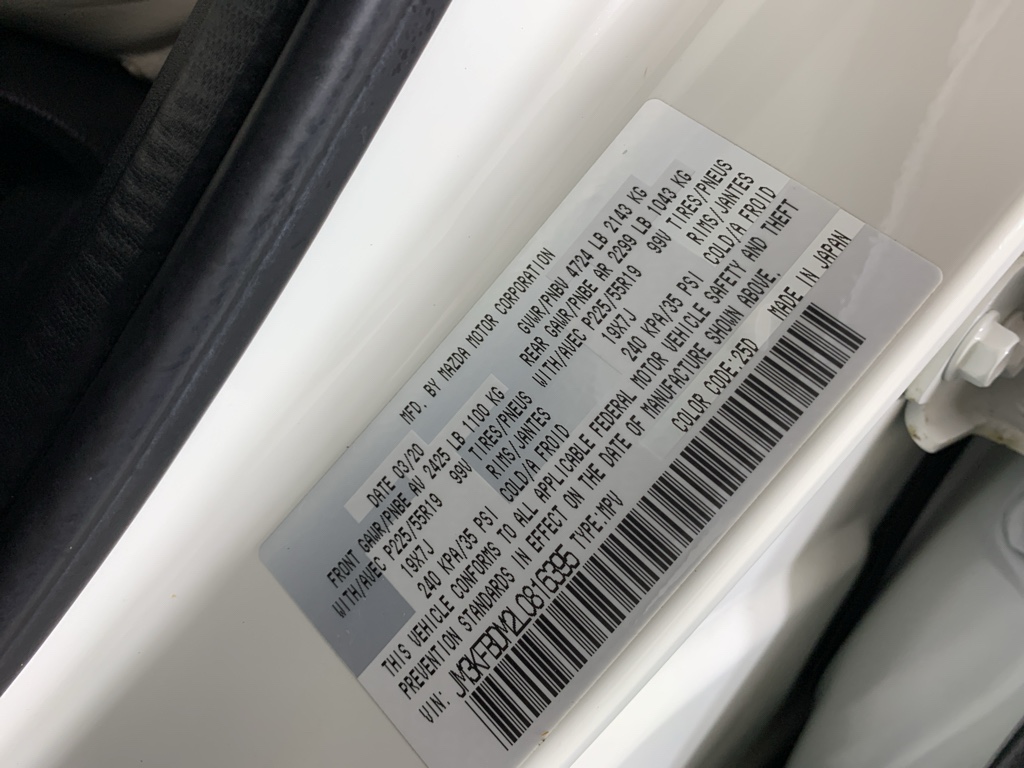 MFD. BY MAZDA MOTOR CORPORATION
DATE 03/20 GVWR/PNBV 4724 LB 2143 KG
FRONT GAWR/PNBE AV 2425 LB 1100 KG REAR GAWR/PNBE AR 2299 LB 1043 KG
WITH/AVEC P225/55R19 99V TIRES/PNEUS WITH/AVEC P225/55R19 99V TIRES/PNEUS
19X7J RIMS/JANTES 19X7J RIMS/JANTES
240 KPA/35 PSI COLD/A FROID 240 KPA/35 PSI COLD/A FROID
THIS VEHICLE CONFORMS TO ALL APPLICABLE FEDERAL MOTOR VEHICLE SAFETY AND THEFT
PREVENTION STANDARDS IN EFFECT ON THE DATE OF MANUFACTURE SHOWN ABOVE.
VIN: JM3KFBDM2L0816395 TYPE:MPV COLOR CODE:25D MADE IN JAPAN